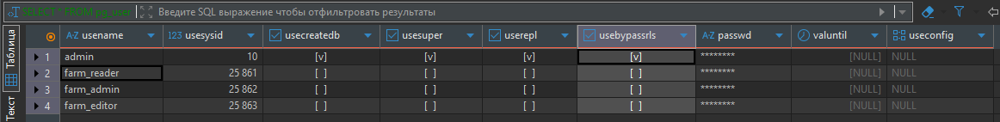 SELECT * FROM pg_user Введите SQL выражение чтобы отфильтровать результаты
Таблица
Текст
A-Z usename 123 usesysid usecreatedb usesuper userepl usebypassrls A-Z passwd valuntil useconfig
1 admin 10 [v] [v] [v] [v] ******** [NULL] NULL
2 farm_reader 25 861 [ ] [ ] [ ] [ ] ******** [NULL] NULL
3 farm_admin 25 862 [ ] [ ] [ ] [ ] ******** [NULL] NULL
4 farm_editor 25 863 [ ] [ ] [ ] [ ] ******** [NULL] NULL